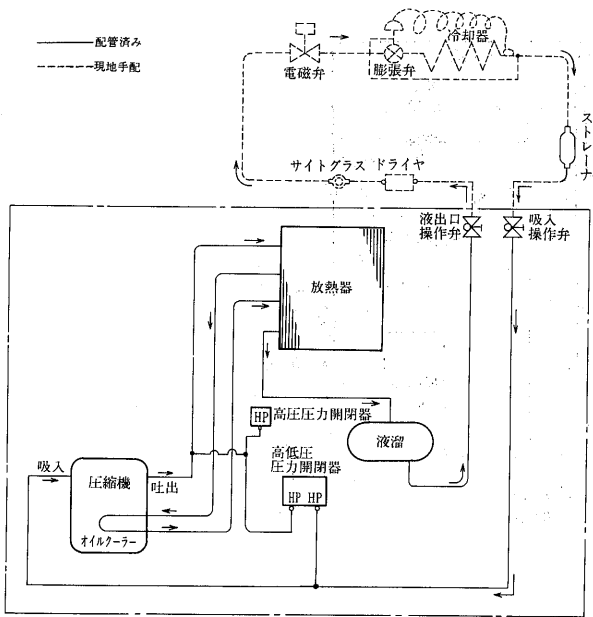 配管済み
現地手配
電磁弁
膨張弁
冷却器
ストレーナ
サイトグラス
ドライヤ
液出口
操作弁
吸入
操作弁
放熱器
HP
高圧圧力開閉器
液溜
高低圧
圧力開閉器
HP HP
吸入
圧縮機
吐出
オイルクーラー